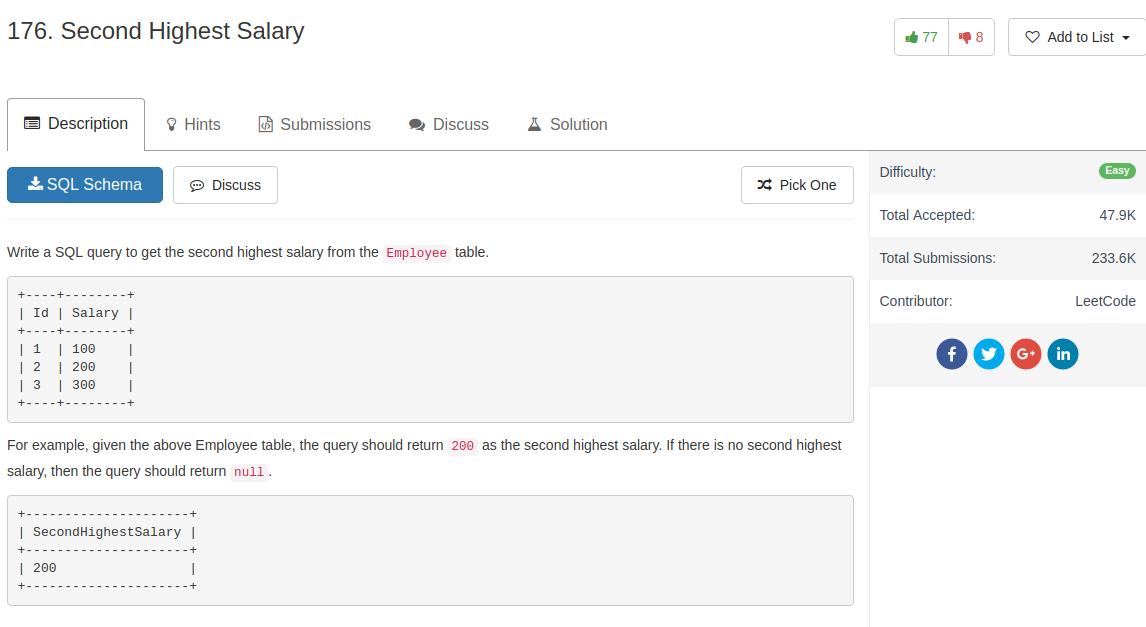 176. Second Highest Salary
77
8
Add to List
Description
Hints
Submissions
Discuss
Solution
SQL Schema
Discuss
Pick One
Write a SQL query to get the second highest salary from the Employee table.
+----+--------+
| Id | Salary |
+----+--------+
| 1  | 100    |
| 2  | 200    |
| 3  | 300    |
+----+--------+
For example, given the above Employee table, the query should return 200 as the second highest salary. If there is no second highest
salary, then the query should return null.
+---------------------+
| SecondHighestSalary |
+---------------------+
| 200                 |
+---------------------+
Difficulty: Easy
Total Accepted: 47.9K
Total Submissions: 233.6K
Contributor: LeetCode
f
G+
in